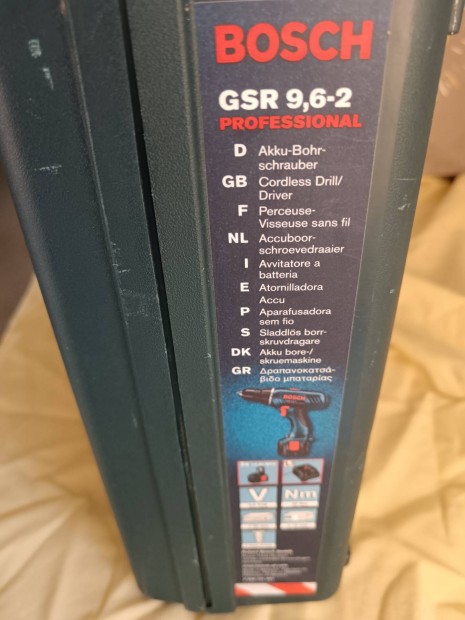 BOSCH
GSR 9,6-2
PROFESSIONAL
D Akku-Bohr-
schrauber
GB Cordless Drill/
Driver
F Perceuse-
Visseuse sans fil
NL Accuboor-
schroevedraaier
I Avvitatore a
batteria
E Atornilladora
Accu
P Aparafusadora
sem fio
S Sladdlös borr-
skruvdragare
DK Akku bore-/
skruemaskine
GR Δραπανοκατσά-
βιδο μπαταρίας
BOSCH
V Nm